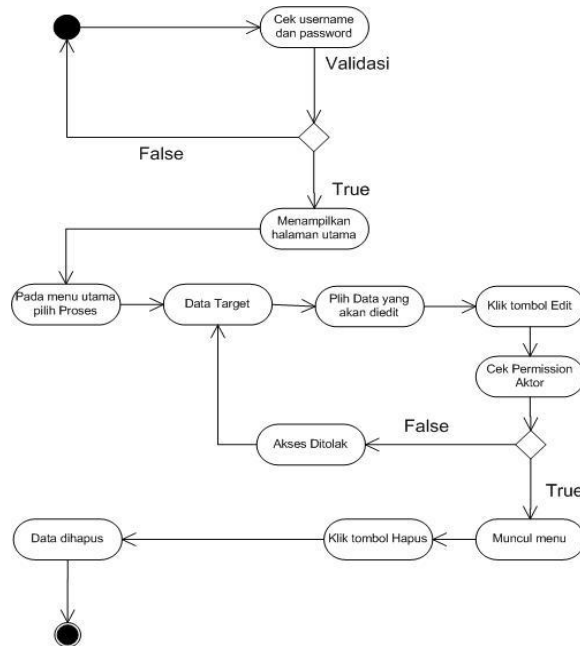 Cek username
dan password
Validasi
False
True
Menampilkan
halaman utama
Pada menu utama
pilih Proses
Data Target
Plih Data yang
akan diedit
Klik tombol Edit
Cek Permission
Aktor
False
Akses Ditolak
True
Data dihapus
Klik tombol Hapus
Muncul menu